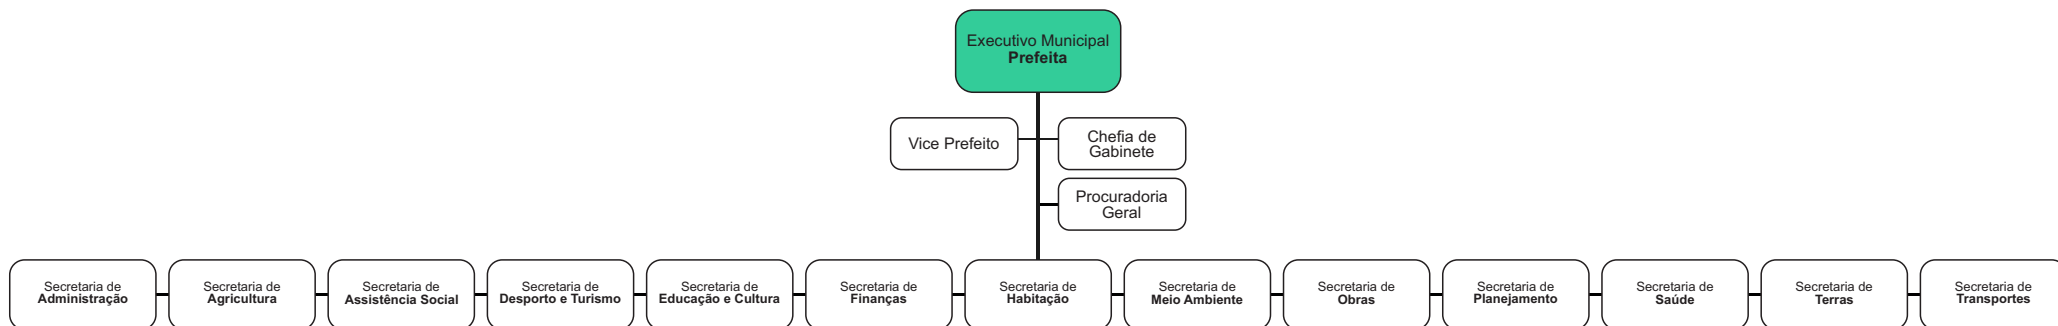 Executivo Municipal
Prefeita
Vice Prefeito
Chefia de
Gabinete
Procuradoria
Geral
Secretaria de
Administração
Secretaria de
Agricultura
Secretaria de
Assistência Social
Secretaria de
Desporto e Turismo
Secretaria de
Educação e Cultura
Secretaria de
Finanças
Secretaria de
Habitação
Secretaria de
Meio Ambiente
Secretaria de
Obras
Secretaria de
Planejamento
Secretaria de
Saúde
Secretaria de
Terras
Secretaria de
Transportes